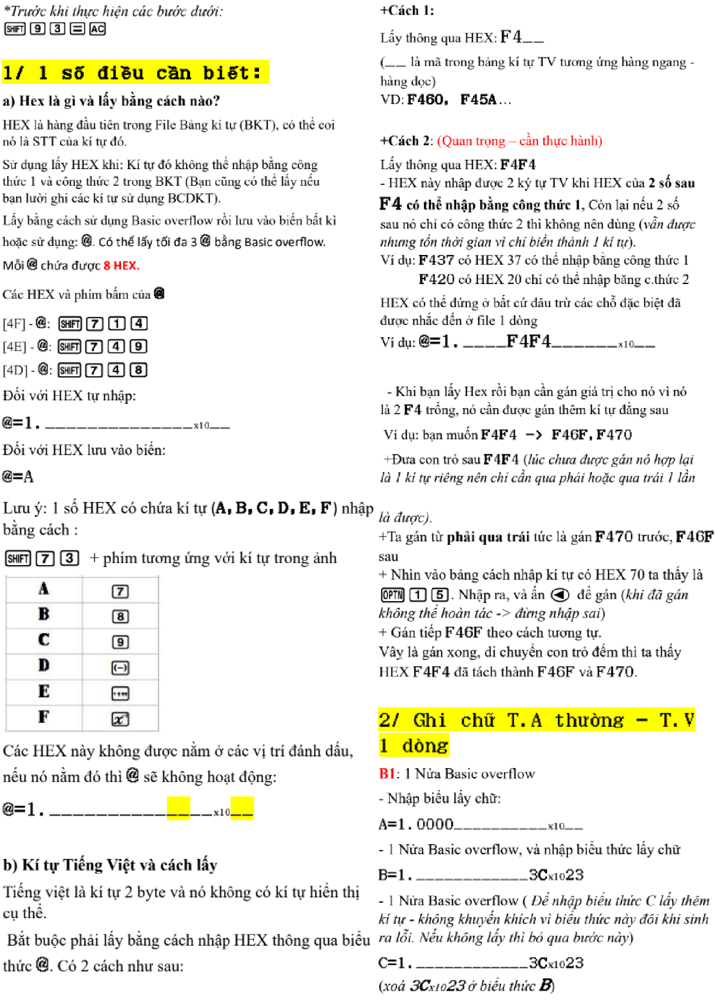 *Trước khi thực hiện các bước dưới:
SHIFT 9 3 = AC
1/ 1 số điều cần biết:
a) Hex là gì và lấy bằng cách nào?
HEX là hàng đầu tiên trong File Bảng kí tự (BKT), có thể coi
nó là STT của kí tự đó.
Sử dụng lấy HEX khi: Kí tự đó không thể nhập bằng công
thức 1 và công thức 2 trong BKT (Bạn cũng có thể lấy nếu
bạn lười ghi các kí tự sử dụng BCDKT).
Lấy bằng cách sử dụng Basic overflow rồi lưu vào biến bất kì
hoặc sử dụng: @. Có thể lấy tối đa 3 @ bằng Basic overflow.
Mỗi @ chứa được 8 HEX.
Các HEX và phím bấm của @
[4F] - @: SHIFT 7 1 4
[4E] - @: SHIFT 7 4 9
[4D] - @: SHIFT 7 4 8
Đối với HEX tự nhập:
@=1. ______________x10__
Đối với HEX lưu vào biến:
@=A
Lưu ý: 1 số HEX có chứa kí tự (A, B, C, D, E, F) nhập
bằng cách :
SHIFT 7 3 + phím tương ứng với kí tự trong ảnh
A 7
B 8
C 9
D (−)
E °,,,
F x
Các HEX này không được nằm ở các vị trí đánh dấu,
nếu nó nằm đó thì @ sẽ không hoạt động:
@=1. ______________x10__
b) Kí tự Tiếng Việt và cách lấy
Tiếng việt là kí tự 2 byte và nó không có kí tự hiển thị
cụ thể.
Bắt buộc phải lấy bằng cách nhập HEX thông qua biểu
thức @. Có 2 cách như sau:
+Cách 1:
Lấy thông qua HEX: F4__
(__ là mã trong bảng kí tự TV tương ứng hàng ngang -
hàng dọc)
VD: F460, F45A…
+Cách 2: (Quan trọng – cần thực hành)
Lấy thông qua HEX: F4F4
- HEX này nhập được 2 ký tự TV khi HEX của 2 số sau
F4 có thể nhập bằng công thức 1, Còn lại nếu 2 số
sau nó chỉ có công thức 2 thì không nên dùng (vẫn được
nhưng tốn thời gian vì chỉ biến thành 1 kí tự).
Ví dụ: F437 có HEX 37 có thể nhập bằng công thức 1
F420 có HEX 20 chỉ có thể nhập băng c.thức 2
HEX có thể đứng ở bất cứ đâu trừ các chỗ đặc biệt đã
được nhắc đến ở file 1 dòng
Ví dụ: @=1. ____F4F4______x10__
- Khi bạn lấy Hex rồi bạn cần gán giá trị cho nó vì nó
là 2 F4 trống, nó cần được gán thêm kí tự đằng sau
Ví dụ: bạn muốn F4F4 -> F46F, F470
+Đưa con trỏ sau F4F4 (lúc chưa được gán nó hợp lại
là 1 kí tự riêng nên chỉ cần qua phải hoặc qua trái 1 lần
là được).
+Ta gán từ phải qua trái tức là gán F470 trước, F46F
sau
+ Nhìn vào bảng cách nhập kí tự có HEX 70 ta thấy là
OPTN 1 5. Nhập ra, và ấn ◀ để gán (khi đã gán
không thể hoàn tác -> đừng nhập sai)
+ Gán tiếp F46F theo cách tương tự.
Vậy là gán xong, di chuyển con trỏ đếm thì ta thấy
HEX F4F4 đã tách thành F46F và F470.
2/ Ghi chữ T.A thường - T.V
1 dòng
B1: 1 Nửa Basic overflow
- Nhập biểu lấy chữ:
A=1.0000__________x10__
- 1 Nửa Basic overflow, và nhập biểu thức lấy chữ
B=1. ____________3Cx1023
- 1 Nửa Basic overflow ( Để nhập biểu thức C lấy thêm
kí tự - không khuyến khích vì biểu thức này đôi khi sinh
ra lỗi. Nếu không lấy thì bỏ qua bước này)
C=1. ____________3Cx1023
(xoá 3Cx1023 ở biểu thức B)